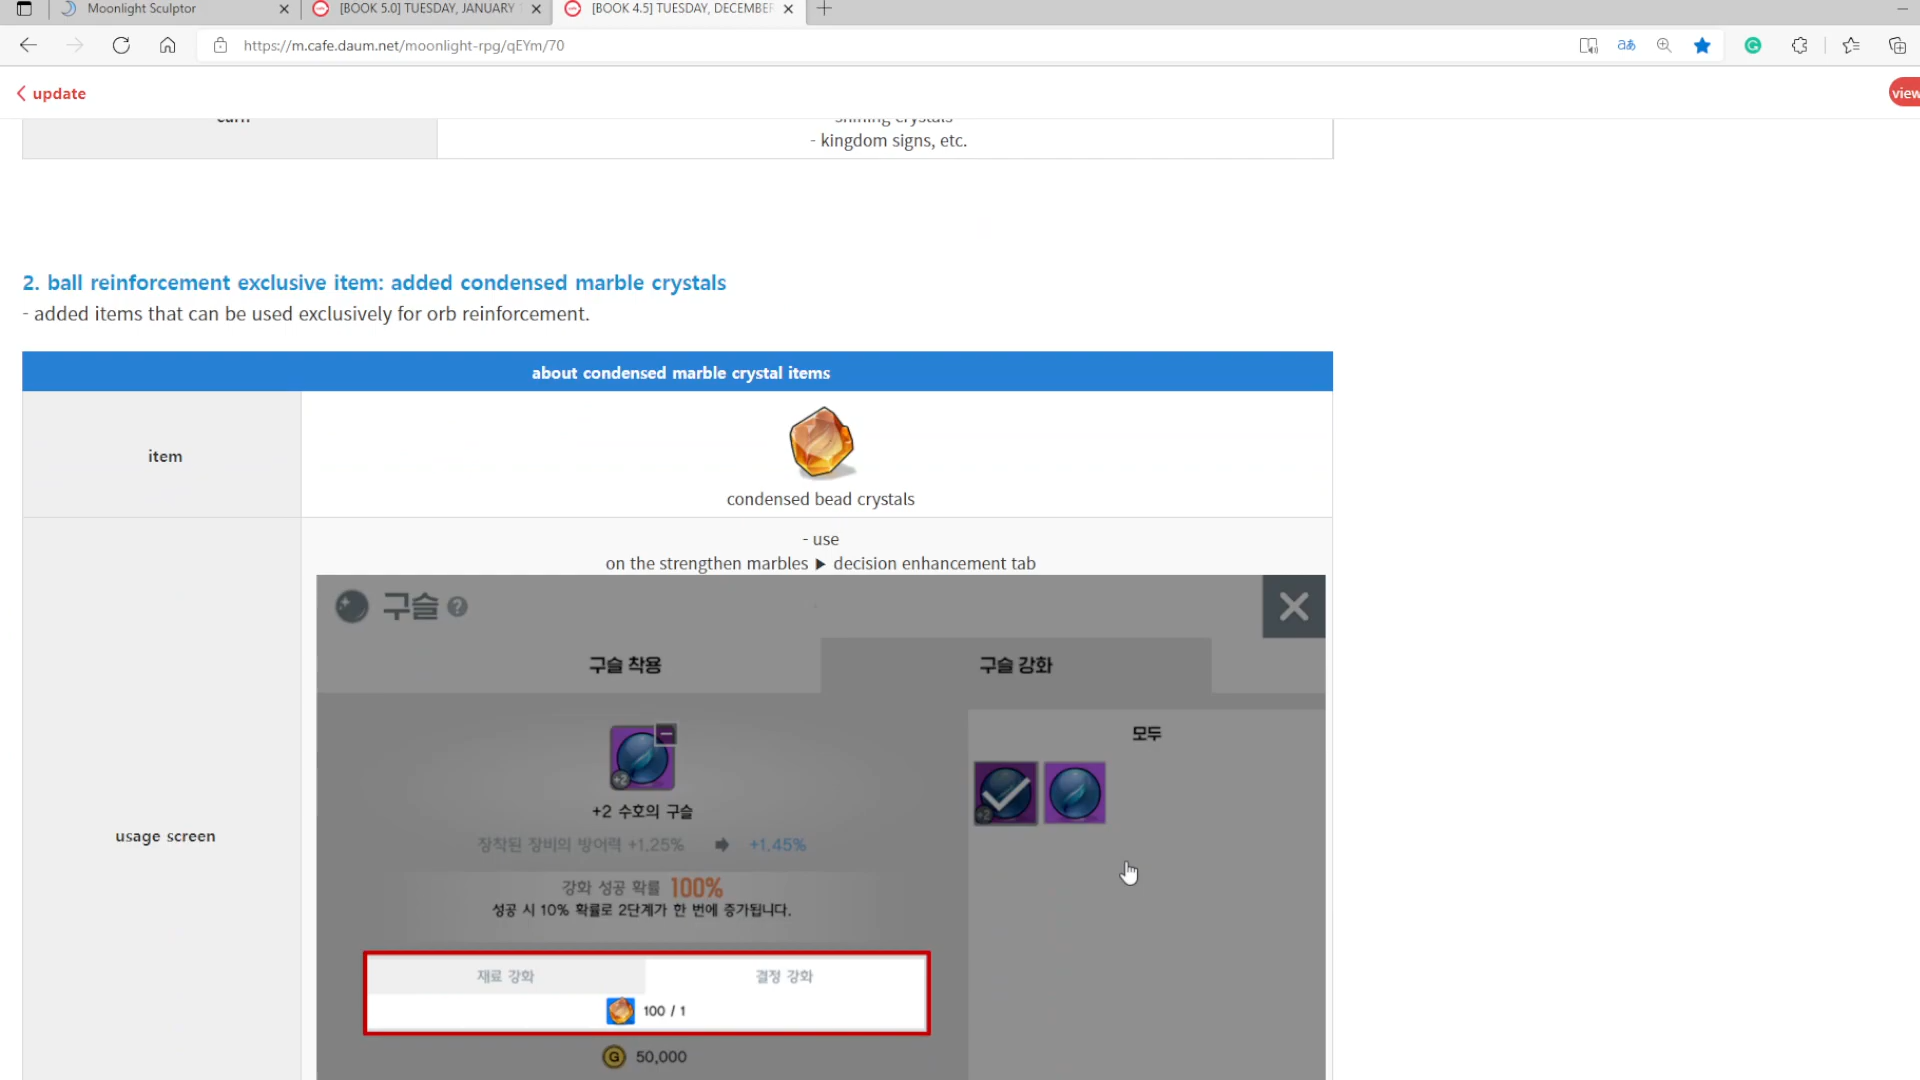 Moonlight Sculptor
[BOOK 5.0] TUESDAY, JANUARY
[BOOK 4.5] TUESDAY, DECEMBER
https://m.cafe.daum.net/moonlight-rpg/qEYm/70
update
view
earn
shining crystals
- kingdom signs, etc.
2. ball reinforcement exclusive item: added condensed marble crystals
- added items that can be used exclusively for orb reinforcement.
about condensed marble crystal items
item
condensed bead crystals
- use
on the strengthen marbles ▶ decision enhancement tab
usage screen
구슬 ?
구슬 착용
구슬 강화
모두
+2
+2
+2 수호의 구슬
장착된 장비의 방어력 +1.25% ➡ +1.45%
강화 성공 확률 100%
성공 시 10% 확률로 2단계가 한 번에 증가됩니다.
재료 강화
결정 강화
100 / 1
G 50,000